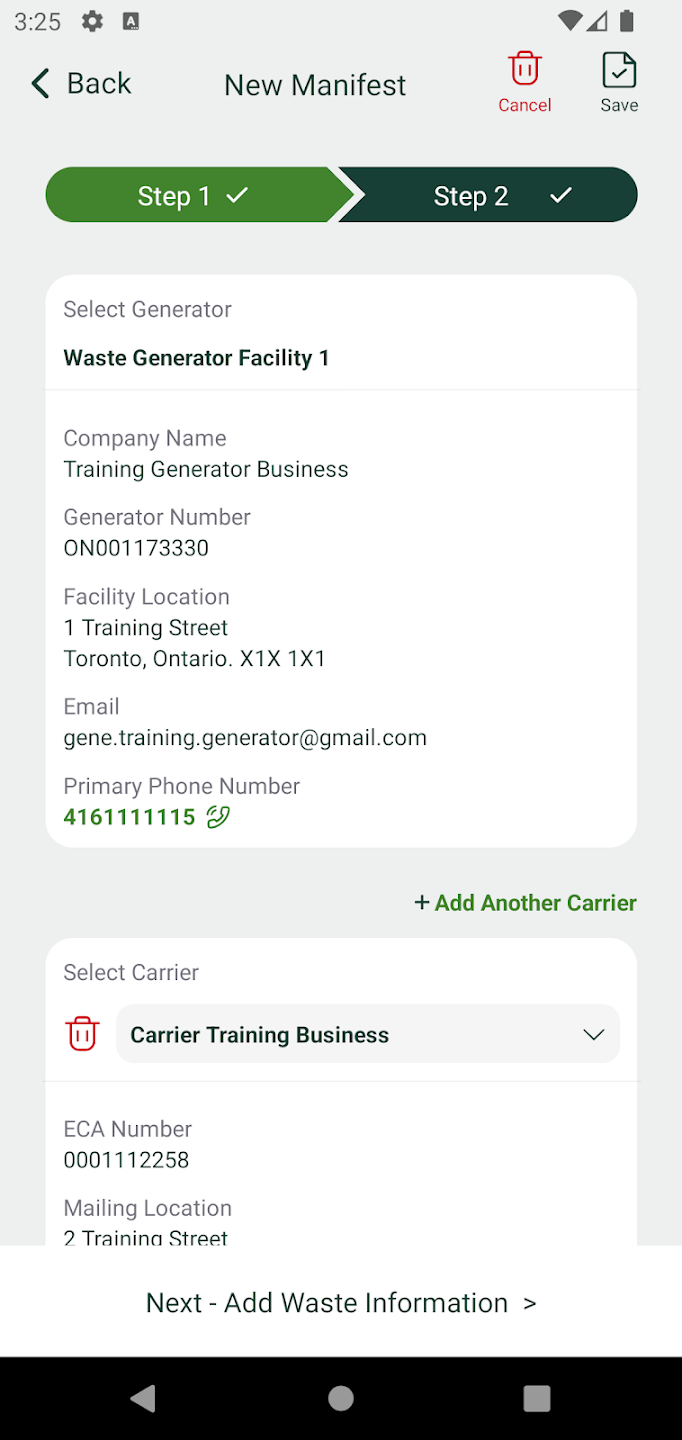 3:25
Back
New Manifest
Cancel
Save
Step 1
Step 2
Select Generator
Waste Generator Facility 1
Company Name
Training Generator Business
Generator Number
ON001173330
Facility Location
1 Training Street
Toronto, Ontario. X1X 1X1
Email
gene.training.generator@gmail.com
Primary Phone Number
4161111115
+ Add Another Carrier
Select Carrier
Carrier Training Business
ECA Number
0001112258
Mailing Location
2 Training Street
Next - Add Waste Information >